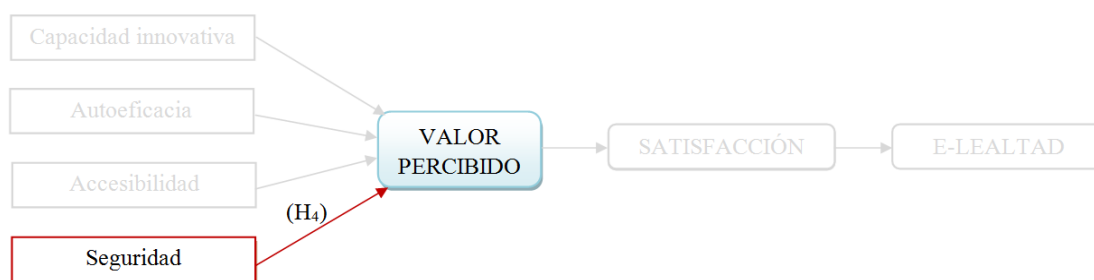 Capacidad innovativa
Autoeficacia
Accesibilidad
(H₄)
Seguridad
VALOR
PERCIBIDO
SATISFACCIÓN
E-LEALTAD